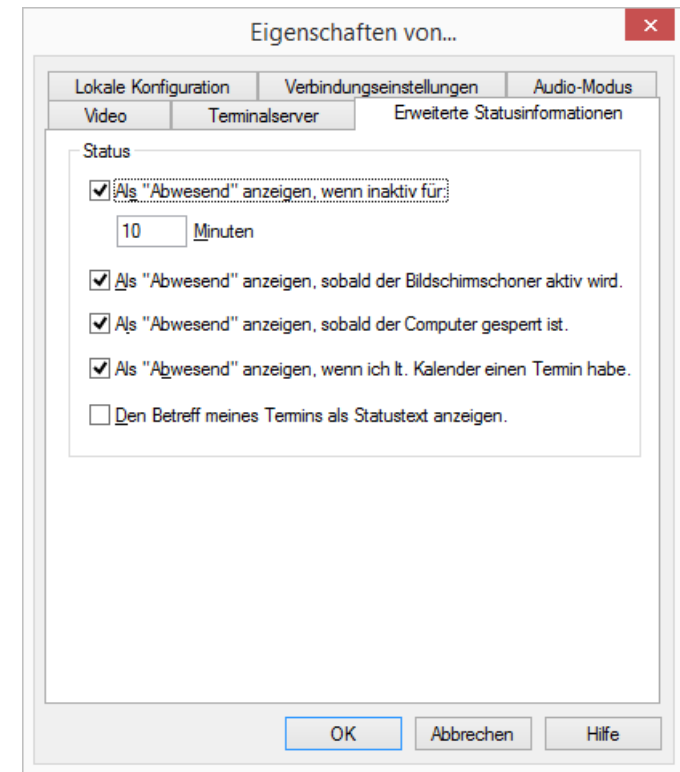 Eigenschaften von...
Lokale Konfiguration Verbindungseinstellungen Audio-Modus
Video Terminalserver Erweiterte Statusinformationen
Status
Als "Abwesend" anzeigen, wenn inaktiv für:
10 Minuten
Als "Abwesend" anzeigen, sobald der Bildschirmschoner aktiv wird.
Als "Abwesend" anzeigen, sobald der Computer gesperrt ist.
Als "Abwesend" anzeigen, wenn ich lt. Kalender einen Termin habe.
Den Betreff meines Termins als Statustext anzeigen.
OK Abbrechen Hilfe